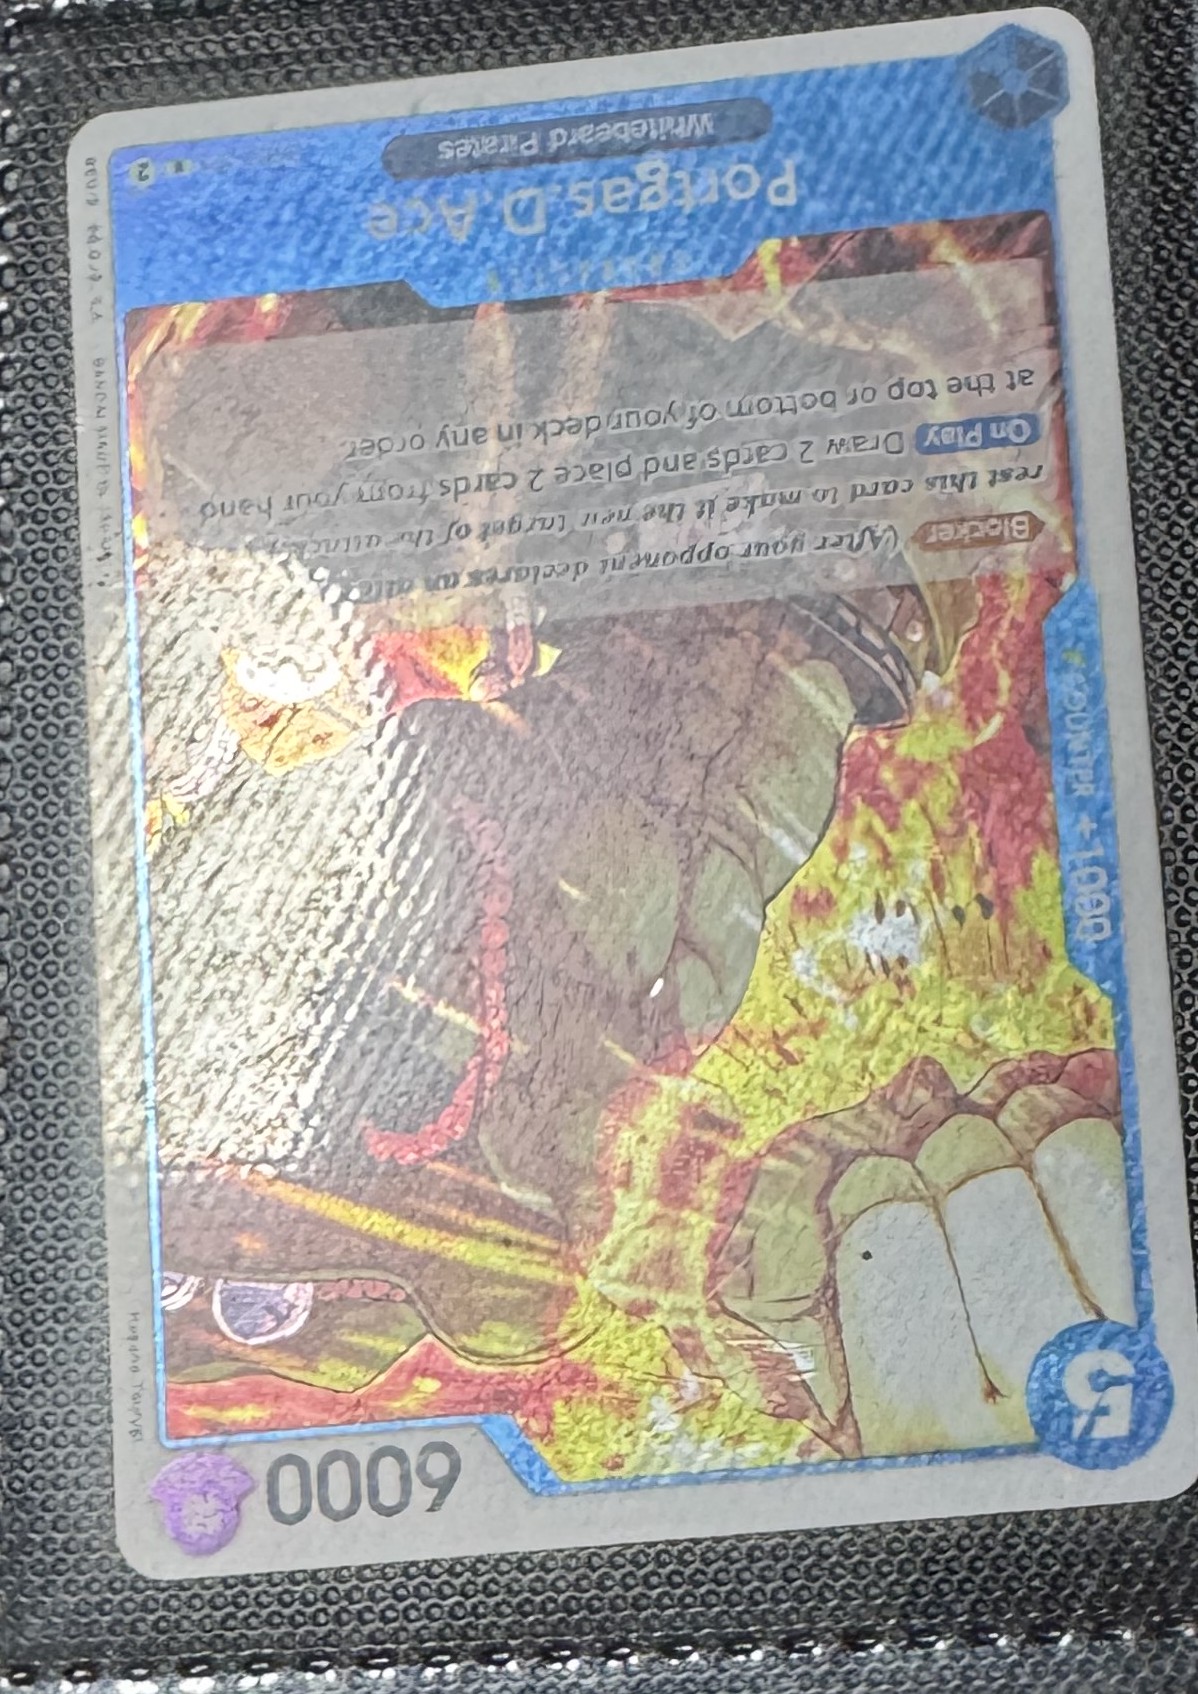 5
6000
COUNTER +1000
Blocker (After your opponent declares an
rest this card to make it the new target of the attack.
On Play Draw 2 cards and place 2 cards from your hand
at the top or bottom of your deck in any order.
CHARACTER
Portgas.D.Ace
Whitebeard Pirates
2